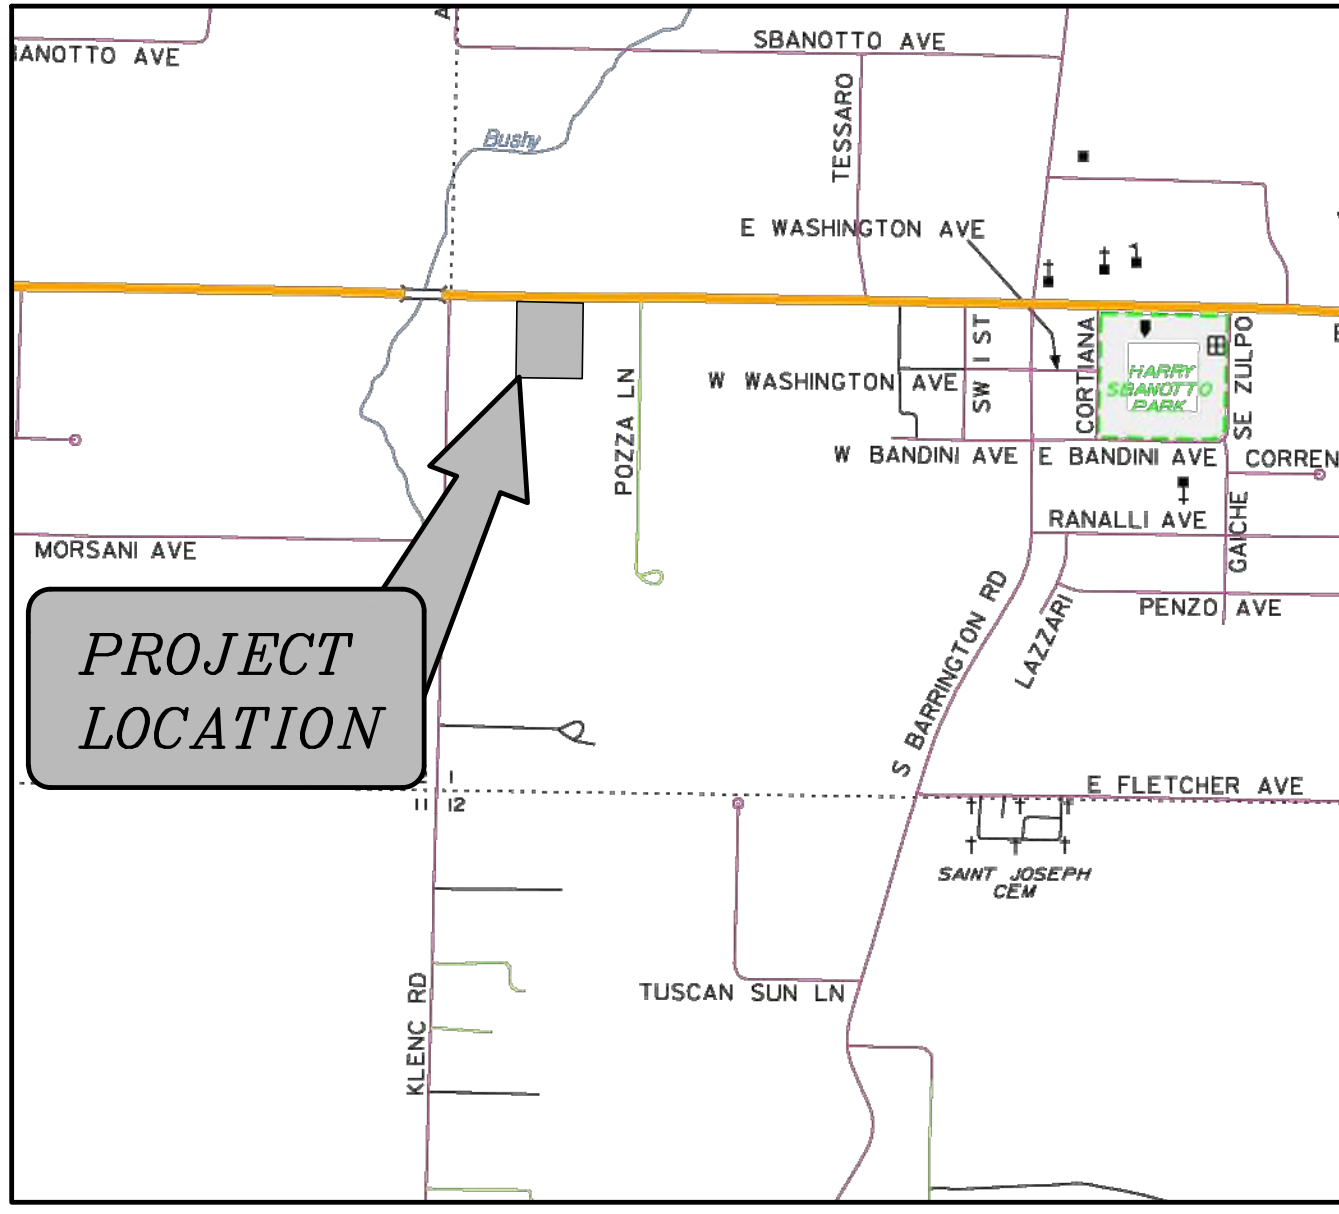 SBANOTTO AVE
ANOTTO AVE
TESSARO
Bushy
E WASHINGTON AVE
SW 1 ST
CORTIANA
SE ZULPO
HARRY
SBANOTTO
PARK
W WASHINGTON AVE
POZZA LN
W BANDINI AVE
E BANDINI AVE
CORREN
RANALLI AVE
GAICHE
MORSANI AVE
PENZO AVE
LAZZARI
S BARRINGTON RD
PROJECT
LOCATION
1
11 12
E FLETCHER AVE
SAINT JOSEPH
CEM
TUSCAN SUN LN
KLENC RD